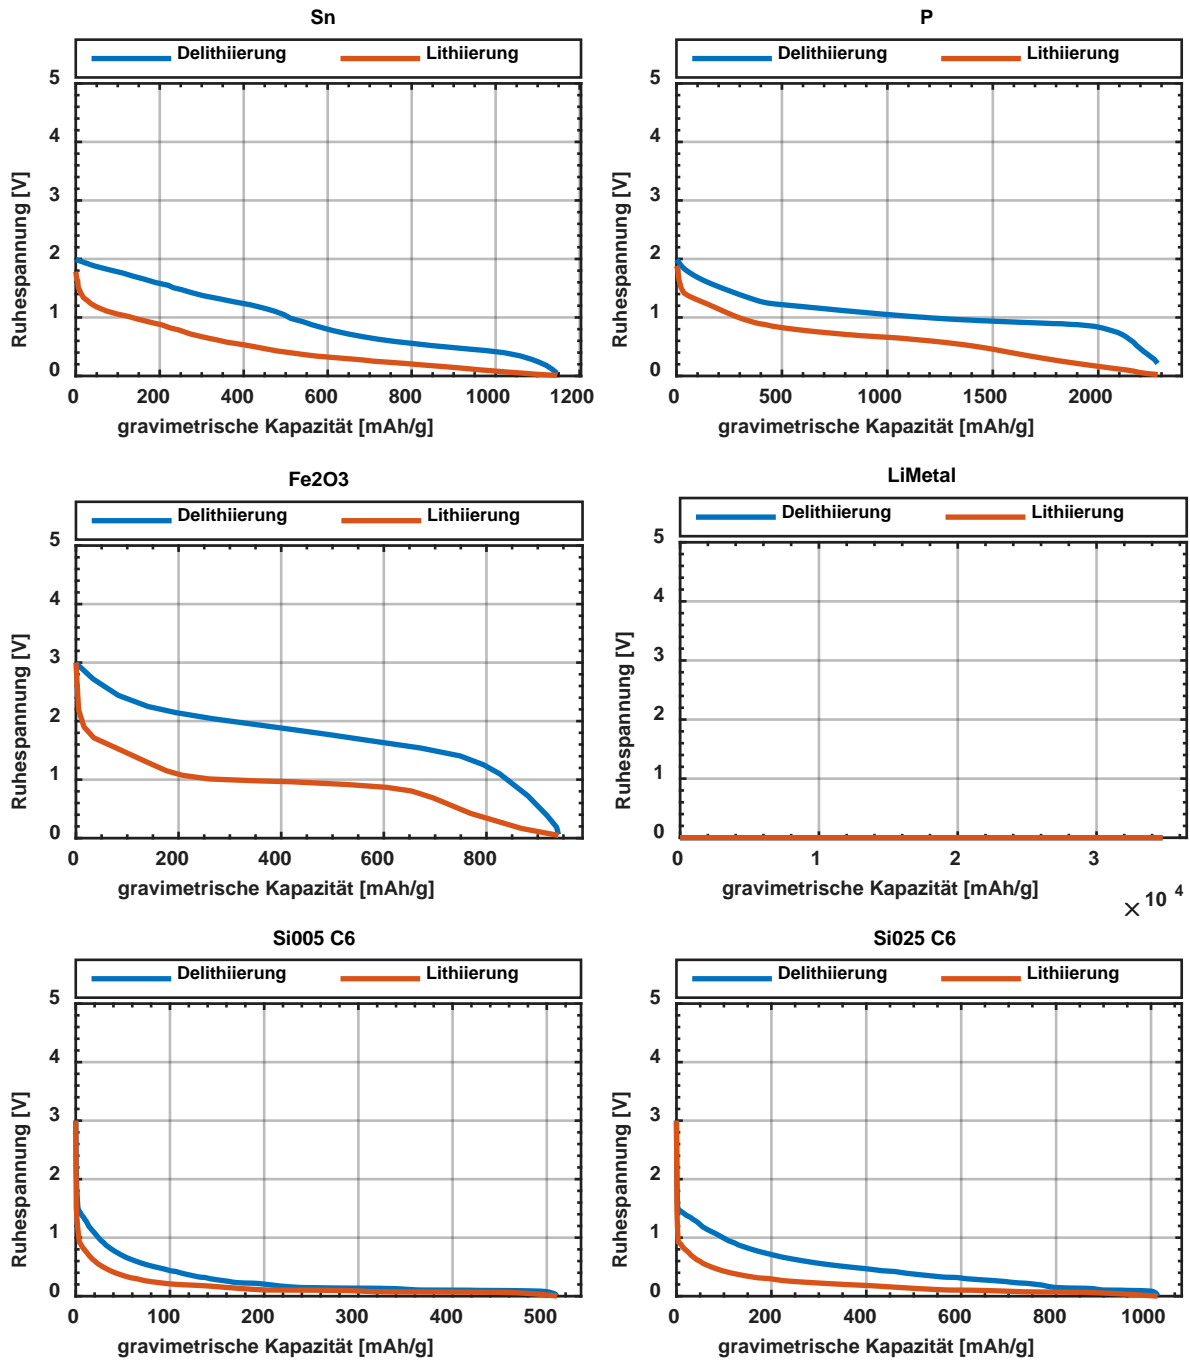 Sn
Delithiierung Lithiierung
5
4
3
2
1
0
Ruhespannung [V]
0 200 400 600 800 1000 1200
gravimetrische Kapazität [mAh/g]
P
Delithiierung Lithiierung
5
4
3
2
1
0
Ruhespannung [V]
0 500 1000 1500 2000
gravimetrische Kapazität [mAh/g]
Fe2O3
Delithiierung Lithiierung
5
4
3
2
1
0
Ruhespannung [V]
0 200 400 600 800
gravimetrische Kapazität [mAh/g]
LiMetal
Delithiierung Lithiierung
5
4
3
2
1
0
Ruhespannung [V]
0 1 2 3
gravimetrische Kapazität [mAh/g]
× 10 4
Si005 C6
Delithiierung Lithiierung
5
4
3
2
1
0
Ruhespannung [V]
0 100 200 300 400 500
gravimetrische Kapazität [mAh/g]
Si025 C6
Delithiierung Lithiierung
5
4
3
2
1
0
Ruhespannung [V]
0 200 400 600 800 1000
gravimetrische Kapazität [mAh/g]